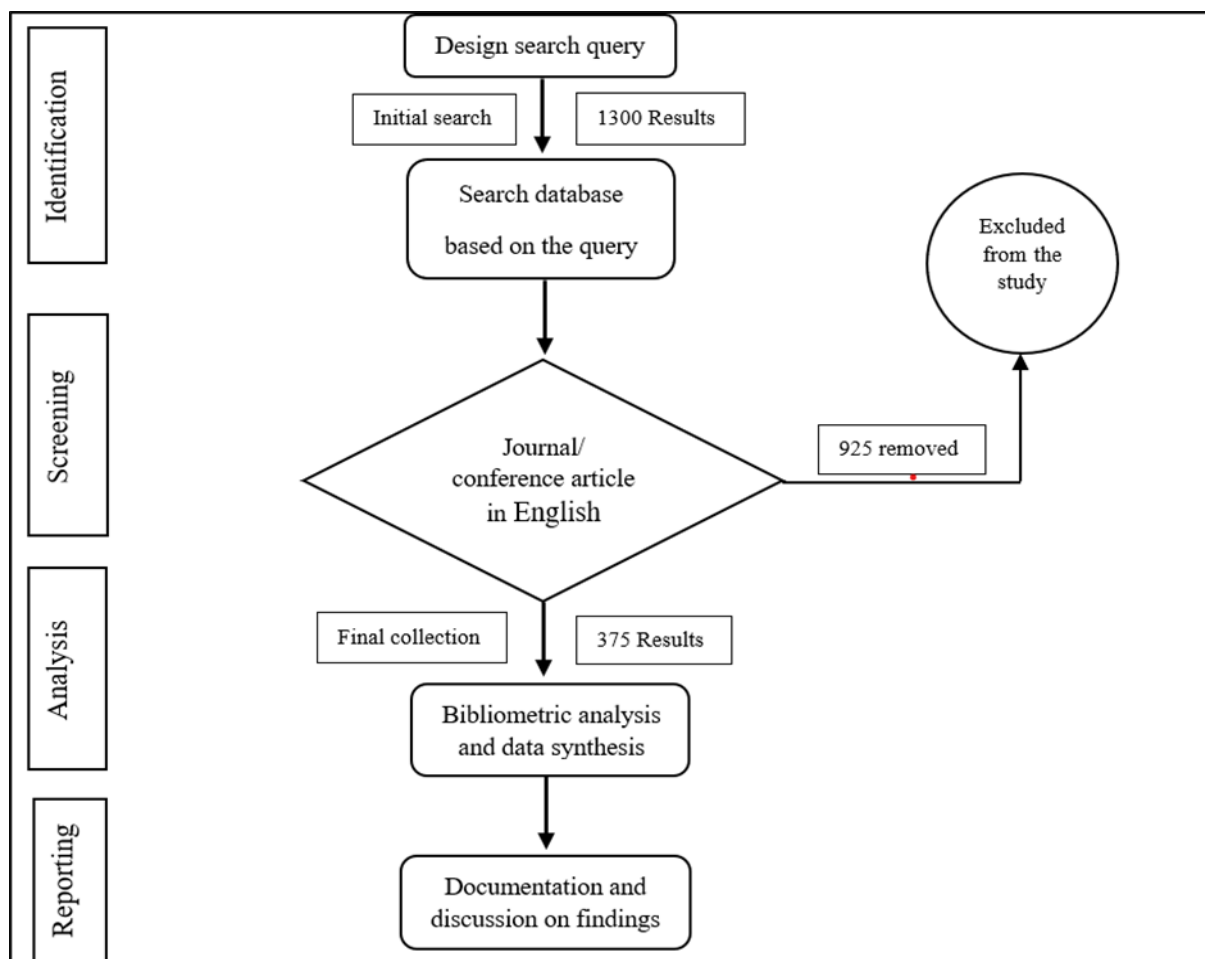 Identification
Design search query
Initial search
1300 Results
Search database
based on the query
Excluded
from the
study
Screening
Journal/
conference article
in English
925 removed
Analysis
Final collection
375 Results
Bibliometric analysis
and data synthesis
Reporting
Documentation and
discussion on findings